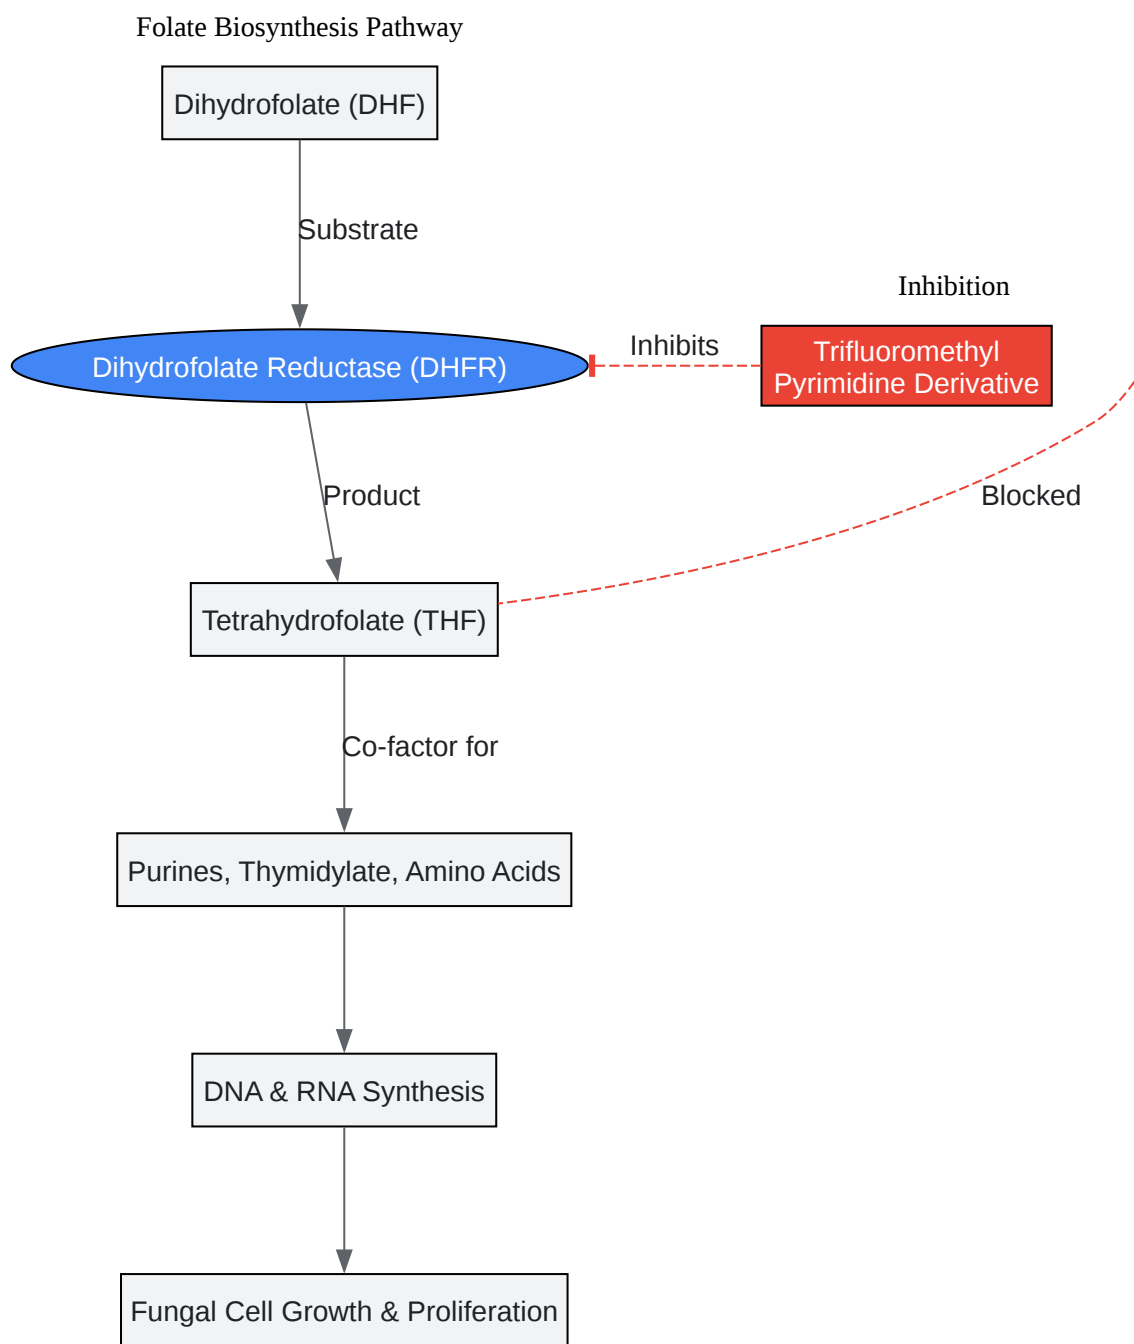 Folate Biosynthesis Pathway
Dihydrofolate (DHF)
Substrate
Inhibition
Dihydrofolate Reductase (DHFR)
Inhibits
Trifluoromethyl
Pyrimidine Derivative
Product
Blocked
Tetrahydrofolate (THF)
Co-factor for
Purines, Thymidylate, Amino Acids
DNA & RNA Synthesis
Fungal Cell Growth & Proliferation